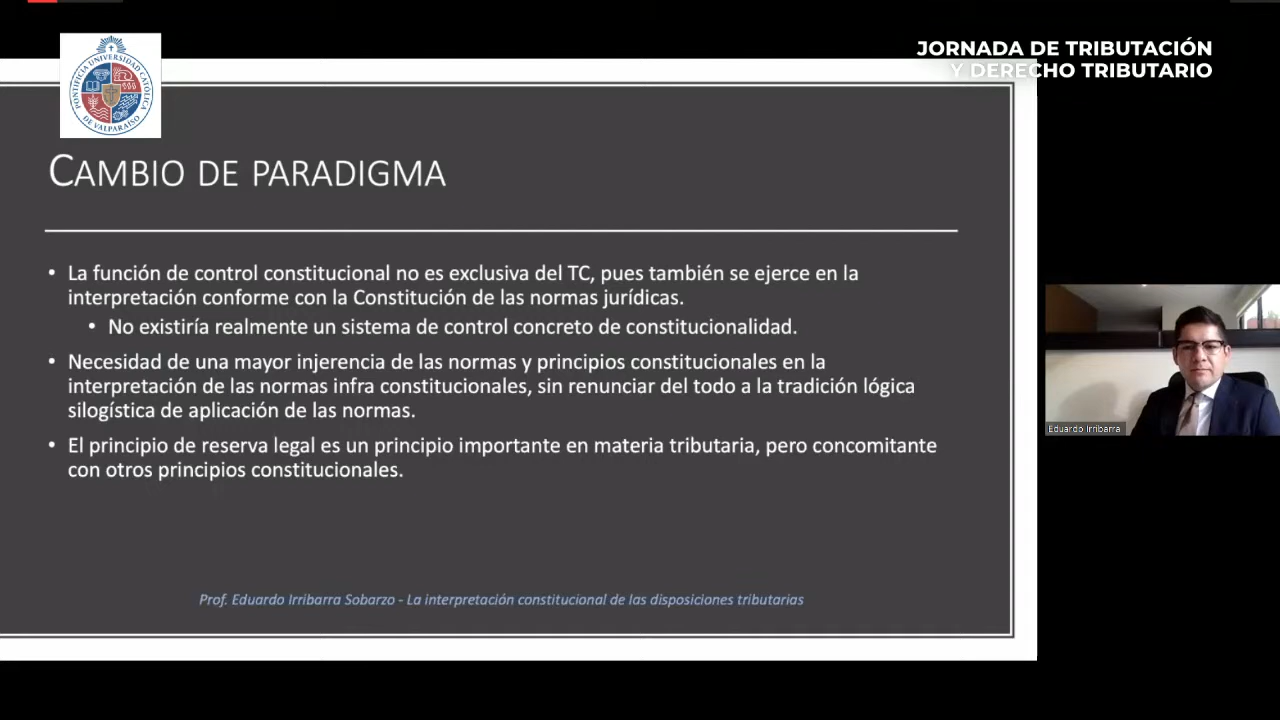 JORNADA DE TRIBUTACIÓN
Y DERECHO TRIBUTARIO
PONTIFICIA UNIVERSIDAD CATÓLICA
DE VALPARAÍSO
CAMBIO DE PARADIGMA
• La función de control constitucional no es exclusiva del TC, pues también se ejerce en la
interpretación conforme con la Constitución de las normas jurídicas.
• No existiría realmente un sistema de control concreto de constitucionalidad.
• Necesidad de una mayor injerencia de las normas y principios constitucionales en la
interpretación de las normas infra constitucionales, sin renunciar del todo a la tradición lógica
silogística de aplicación de las normas.
• El principio de reserva legal es un principio importante en materia tributaria, pero concomitante
con otros principios constitucionales.
Eduardo Irribarra
Prof. Eduardo Irribarra Sobarzo - La interpretación constitucional de las disposiciones tributarias